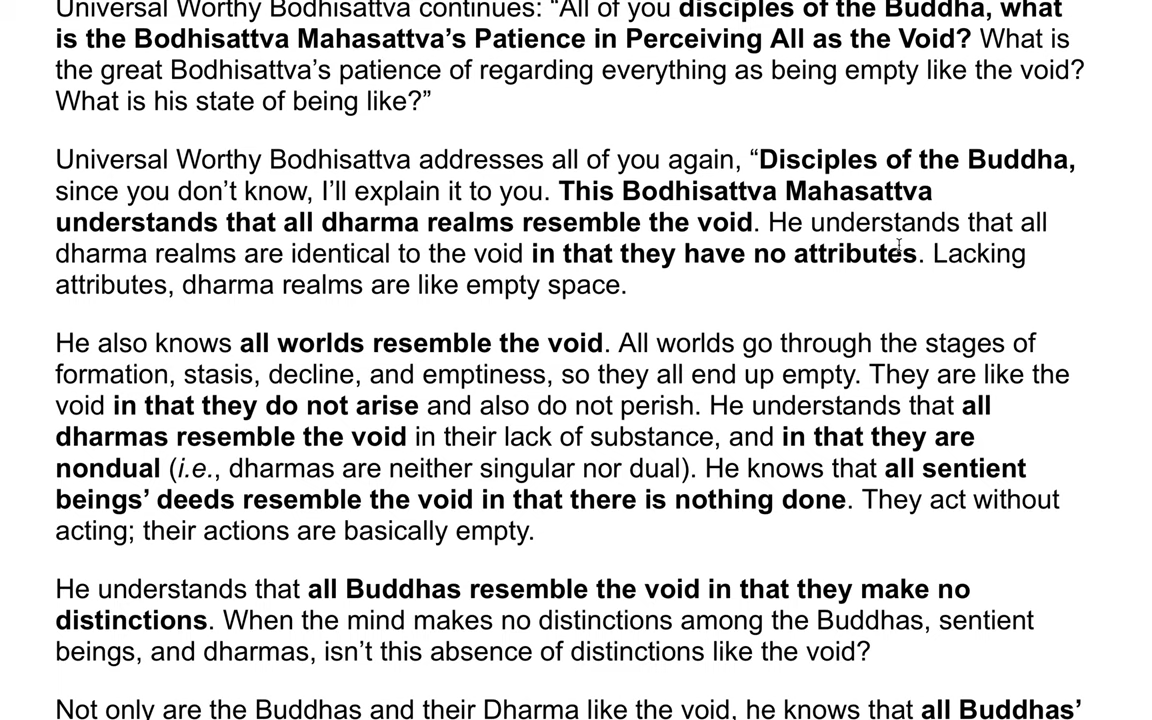 Universal Worthy Bodhisattva continues: “All of you disciples of the Buddha, what
is the Bodhisattva Mahasattva’s Patience in Perceiving All as the Void? What is
the great Bodhisattva’s patience of regarding everything as being empty like the void?
What is his state of being like?”
Universal Worthy Bodhisattva addresses all of you again, “Disciples of the Buddha,
since you don’t know, I’ll explain it to you. This Bodhisattva Mahasattva
understands that all dharma realms resemble the void. He understands that all
dharma realms are identical to the void in that they have no attributes. Lacking
attributes, dharma realms are like empty space.
He also knows all worlds resemble the void. All worlds go through the stages of
formation, stasis, decline, and emptiness, so they all end up empty. They are like the
void in that they do not arise and also do not perish. He understands that all
dharmas resemble the void in their lack of substance, and in that they are
nondual (i.e., dharmas are neither singular nor dual). He knows that all sentient
beings’ deeds resemble the void in that there is nothing done. They act without
acting; their actions are basically empty.
He understands that all Buddhas resemble the void in that they make no
distinctions. When the mind makes no distinctions among the Buddhas, sentient
beings, and dharmas, isn’t this absence of distinctions like the void?
Not only are the Buddhas and their Dharma like the void, he knows that all Buddhas’